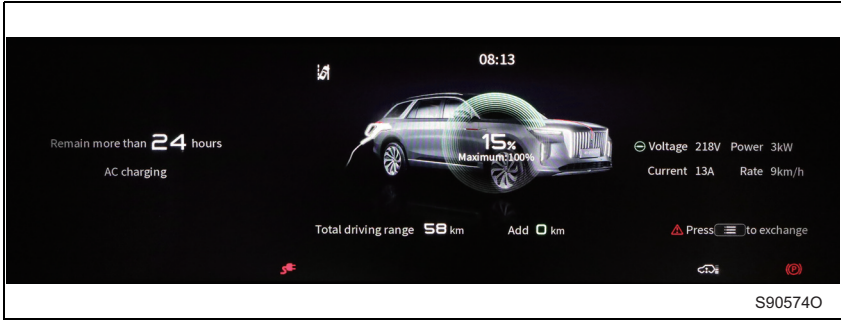 08:13
Remain more than 24 hours
AC charging
15%
Maximum:100%
Voltage 218V Power 3kW
Current 13A Rate 9km/h
Total driving range 58 km Add 0 km
Press to exchange
(P)
S90574O